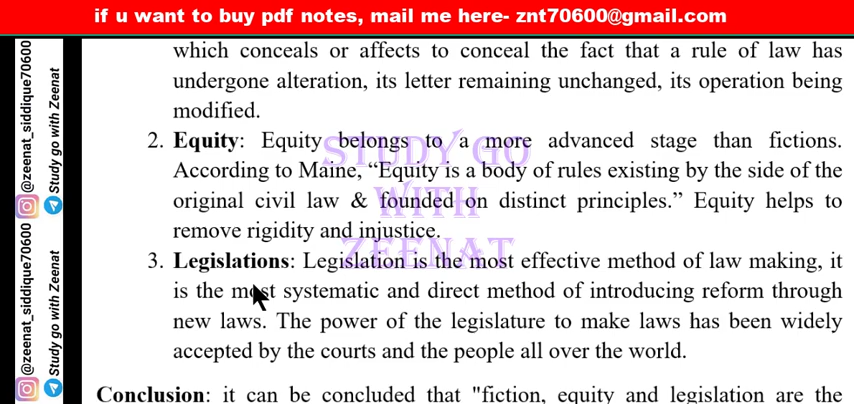 if u want to buy pdf notes, mail me here- znt70600@gmail.com
which conceals or affects to conceal the fact that a rule of law has
undergone alteration, its letter remaining unchanged, its operation being
modified.
2. Equity: Equity belongs to a more advanced stage than fictions.
According to Maine, “Equity is a body of rules existing by the side of the
original civil law & founded on distinct principles.” Equity helps to
remove rigidity and injustice.
3. Legislations: Legislation is the most effective method of law making, it
is the most systematic and direct method of introducing reform through
new laws. The power of the legislature to make laws has been widely
accepted by the courts and the people all over the world.
Conclusion: it can be concluded that "fiction, equity and legislation are the
STUDY GO
WITH
ZEENAT
@zeenat_siddique70600
Study go with Zeenat
@zeenat_siddique70600
Study go with Zeenat